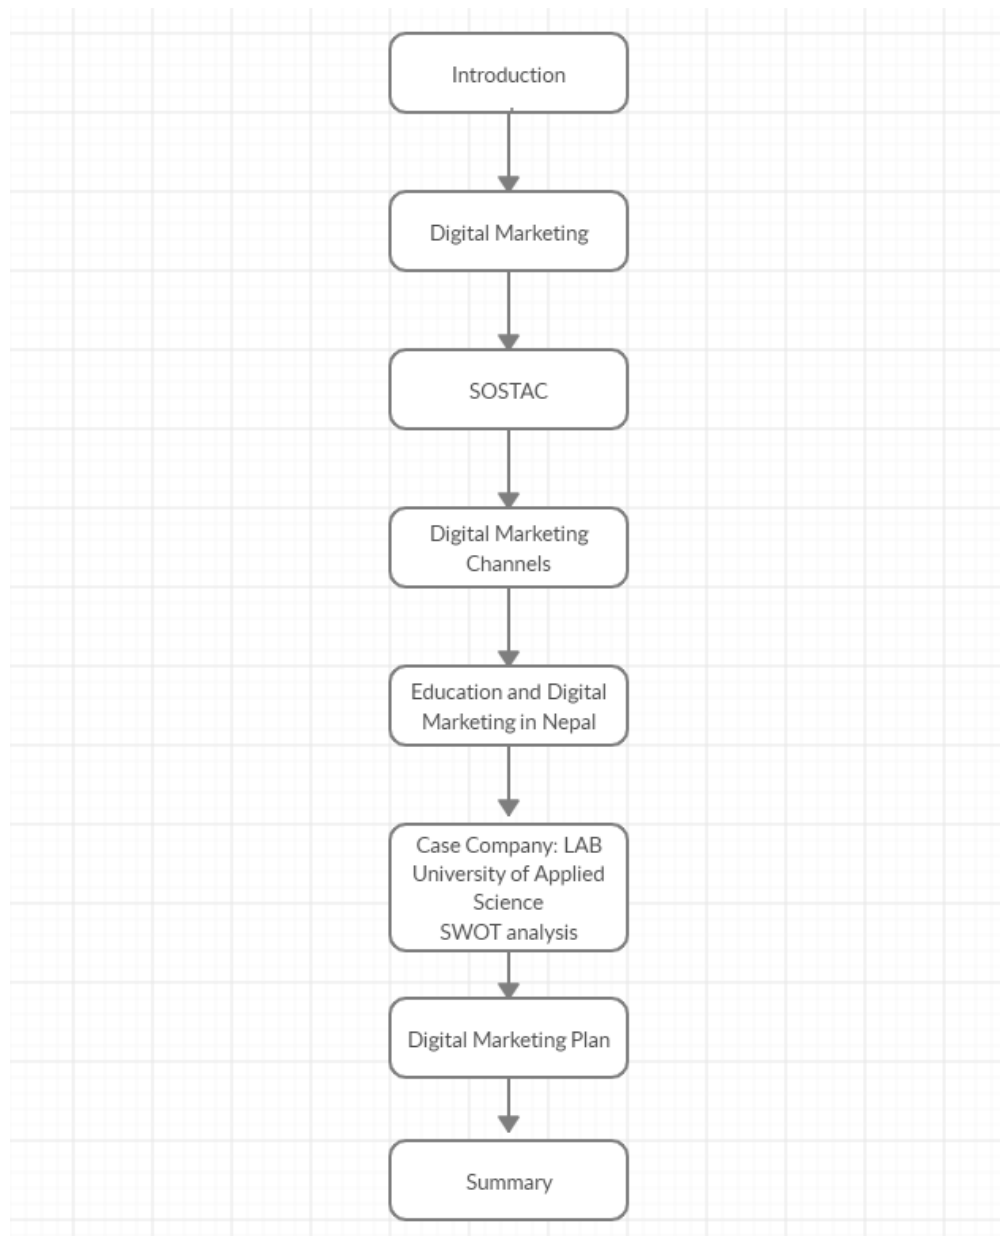 Introduction
Digital Marketing
SOSTAC
Digital Marketing
Channels
Education and Digital
Marketing in Nepal
Case Company: LAB
University of Applied
Science
SWOT analysis
Digital Marketing Plan
Summary